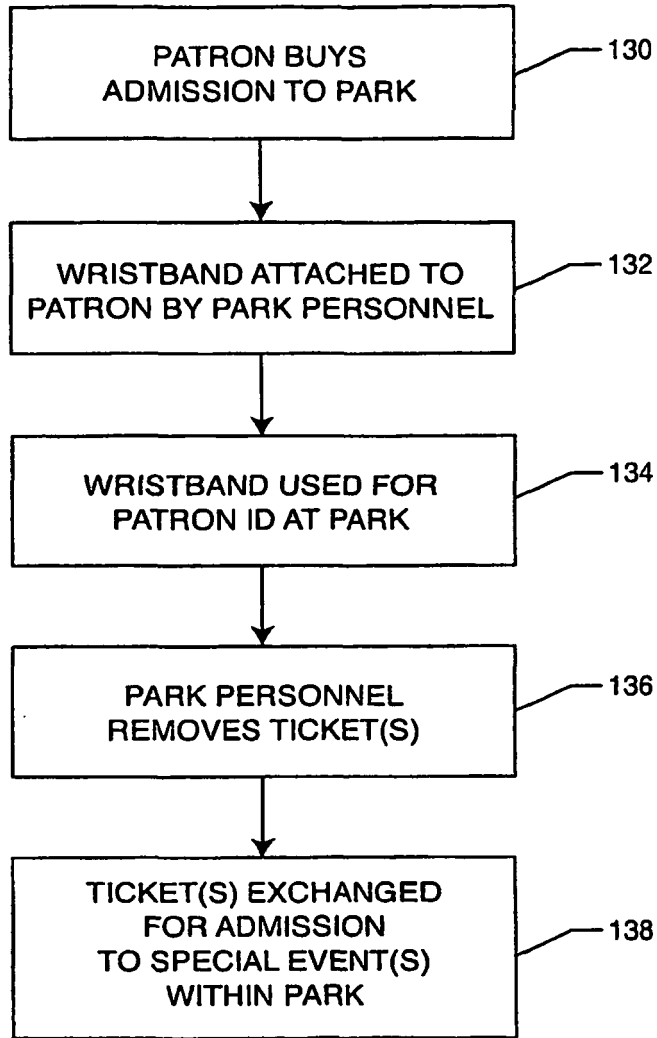 PATRON BUYS
ADMISSION TO PARK
130
WRISTBAND ATTACHED TO
PATRON BY PARK PERSONNEL
132
WRISTBAND USED FOR
PATRON ID AT PARK
134
PARK PERSONNEL
REMOVES TICKET(S)
136
TICKET(S) EXCHANGED
FOR ADMISSION
TO SPECIAL EVENT(S)
WITHIN PARK
138